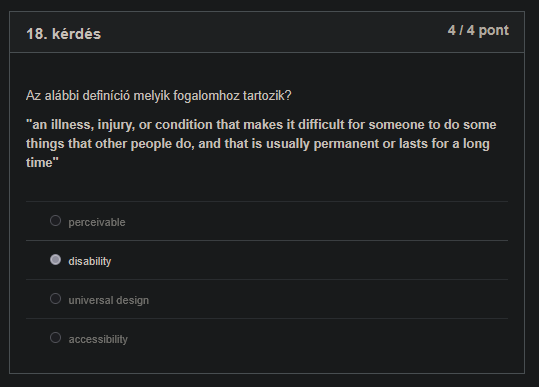 18. kérdés
4 / 4 pont
Az alábbi definíció melyik fogalomhoz tartozik?
"an illness, injury, or condition that makes it difficult for someone to do some
things that other people do, and that is usually permanent or lasts for a long
time"
perceivable
disability
universal design
accessibility